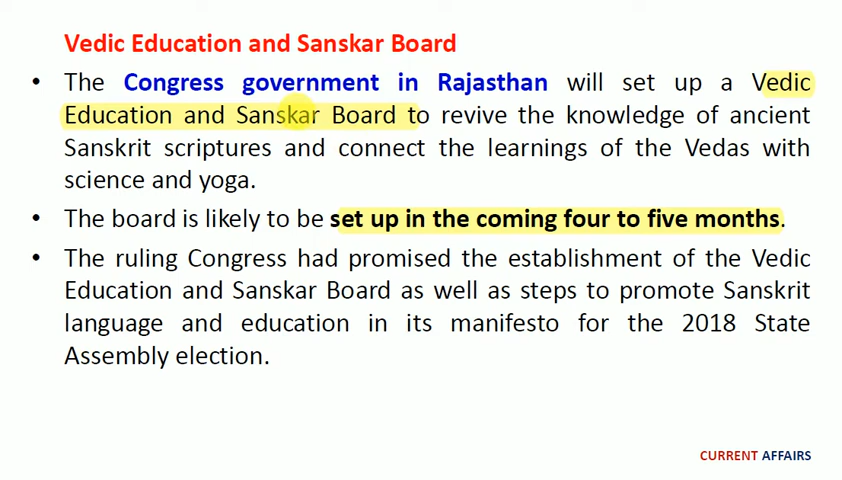 Vedic Education and Sanskar Board
• The Congress government in Rajasthan will set up a Vedic
Education and Sanskar Board to revive the knowledge of ancient
Sanskrit scriptures and connect the learnings of the Vedas with
science and yoga.
• The board is likely to be set up in the coming four to five months.
• The ruling Congress had promised the establishment of the Vedic
Education and Sanskar Board as well as steps to promote Sanskrit
language and education in its manifesto for the 2018 State
Assembly election.
CURRENT AFFAIRS